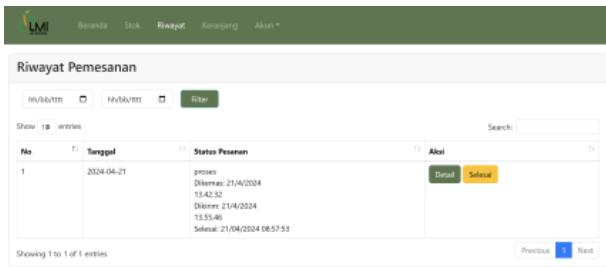 LMI
Beranda Stok Riwayat Keranjang Akun
Riwayat Pemesanan
hh/bb/tttt hh/bb/tttt Filter
Show 10 entries Search:
No Tanggal Status Pesanan Aksi
1 2024-04-21 proses Detail Selesai
Dikemas: 21/4/2024
13.42.32
Dikirim: 21/4/2024
13.55.46
Selesai: 21/04/2024 08:57:53
Showing 1 to 1 of 1 entries Previous 1 Next